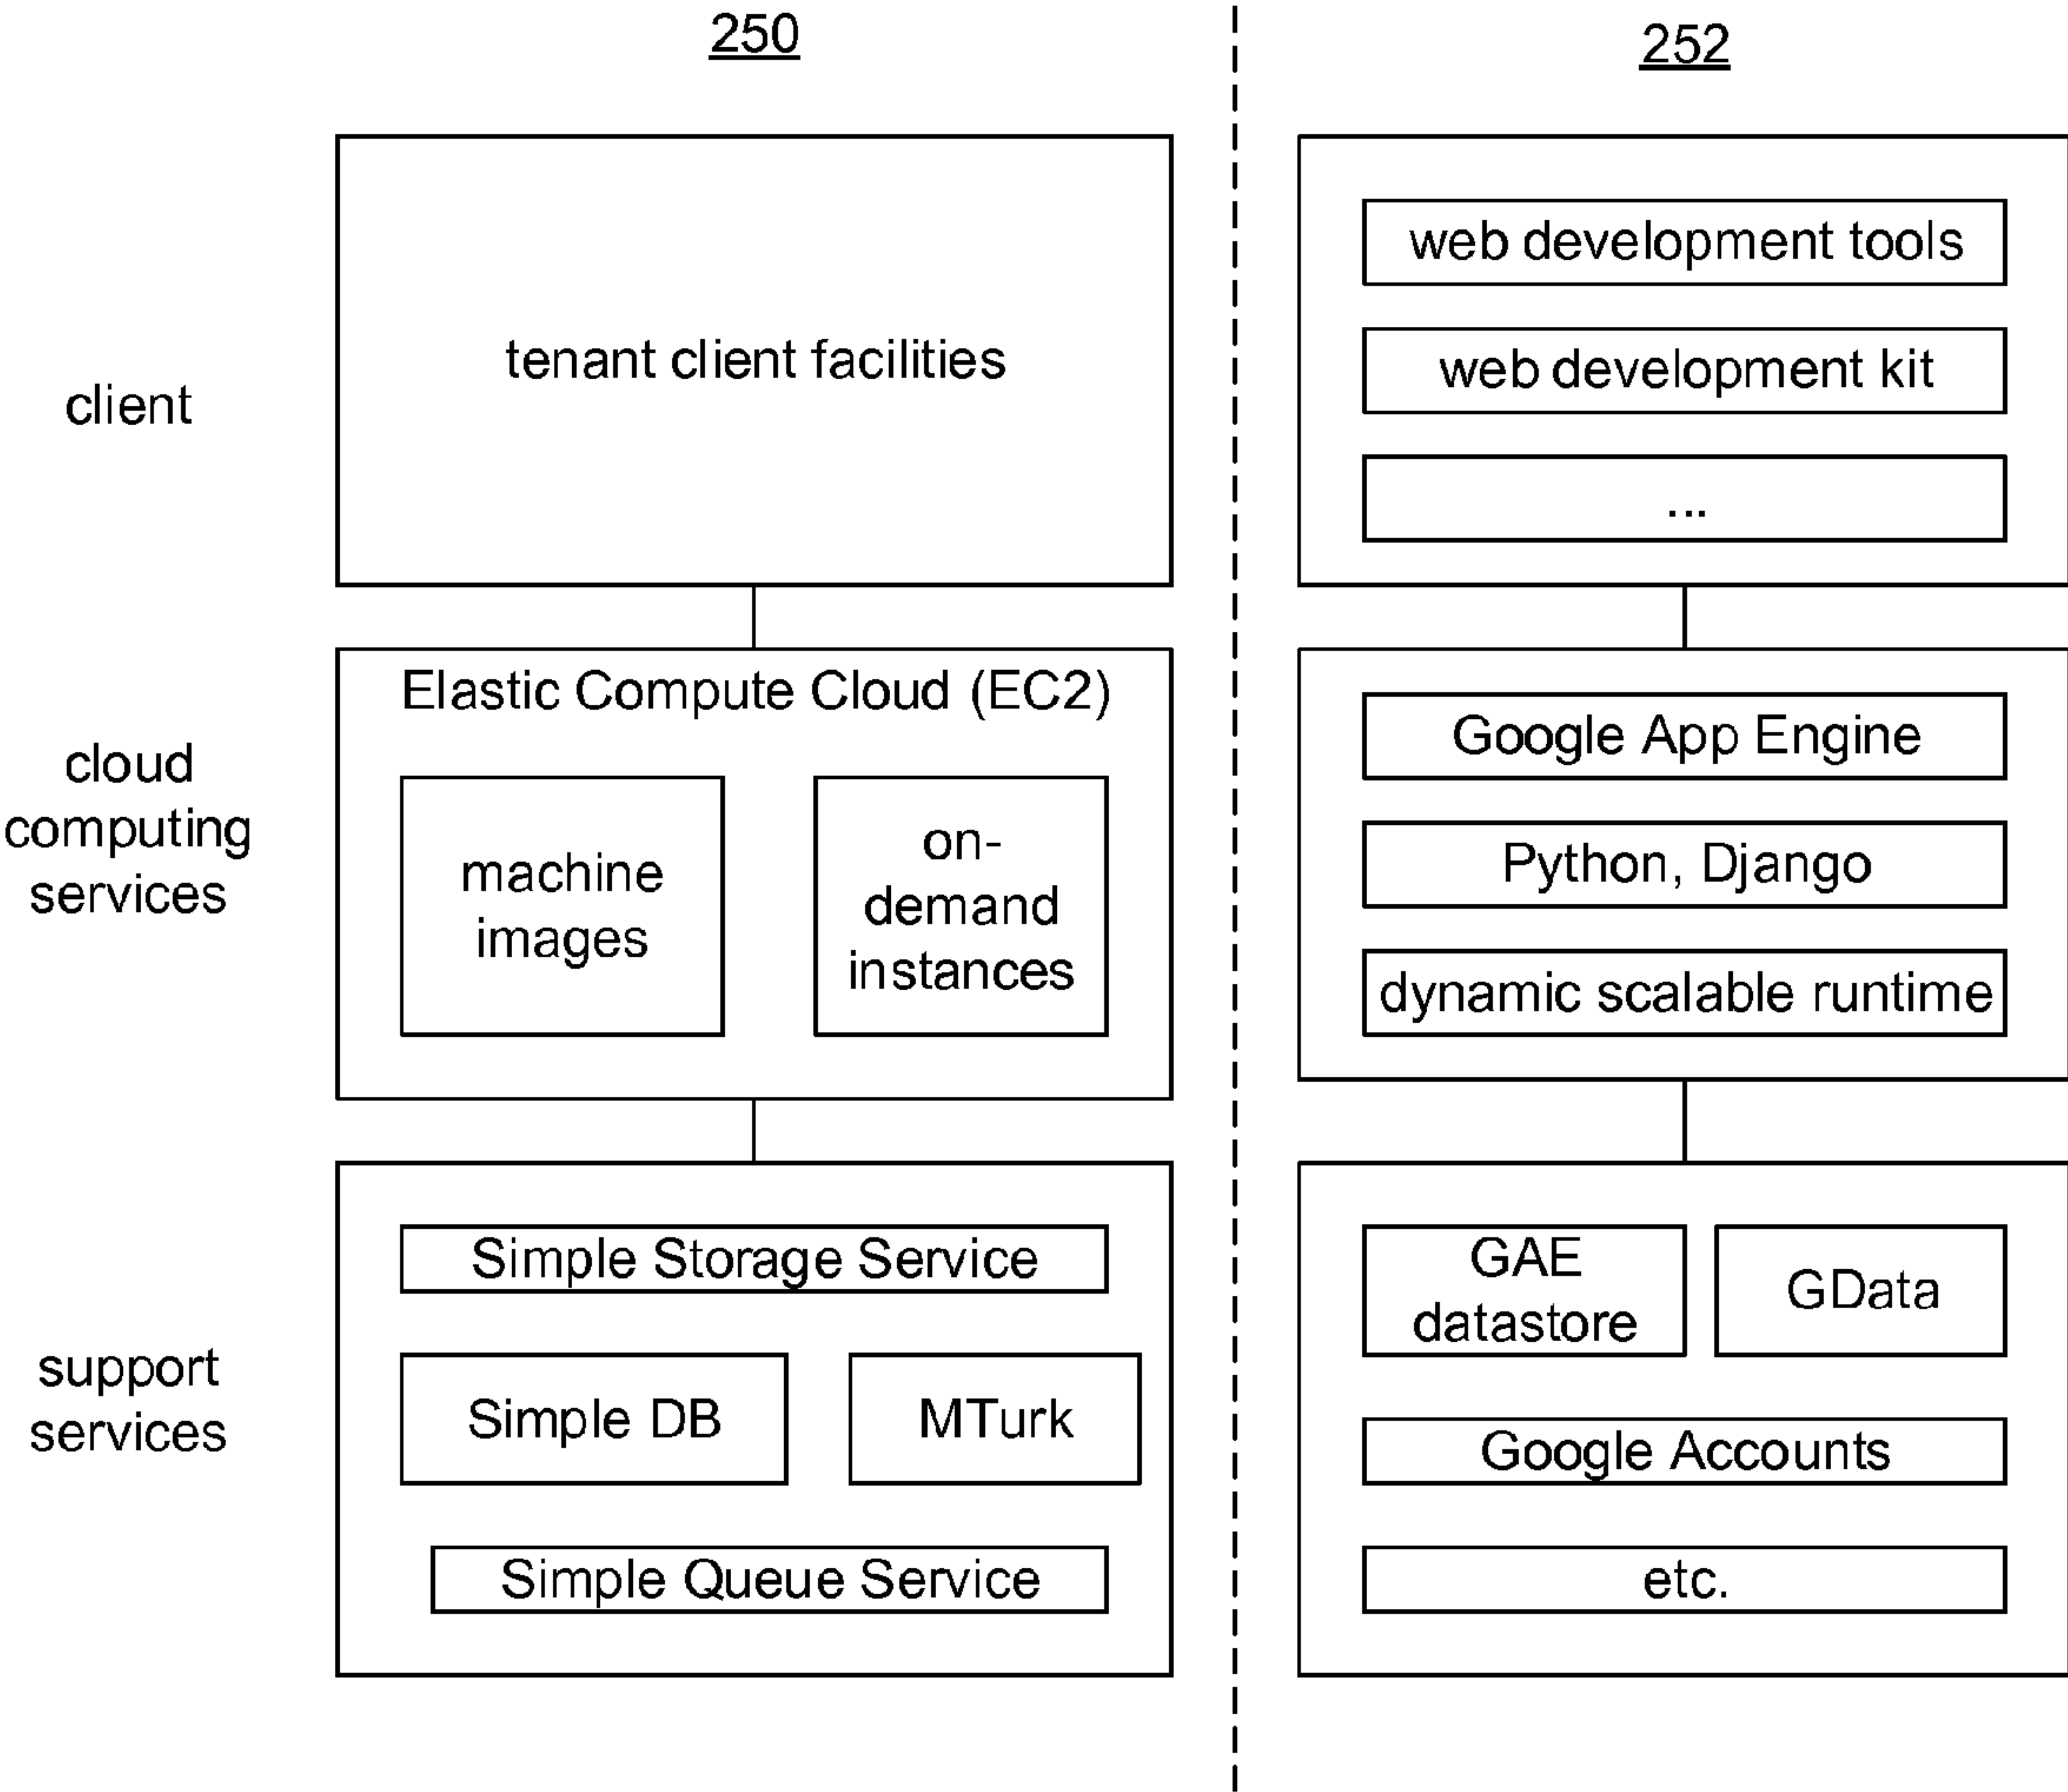 250
252
client
tenant client facilities
web development tools
web development kit
...
cloud
computing
services
Elastic Compute Cloud (EC2)
machine
images
on-
demand
instances
Google App Engine
Python, Django
dynamic scalable runtime
support
services
Simple Storage Service
Simple DB
MTurk
Simple Queue Service
GAE
datastore
GData
Google Accounts
etc.